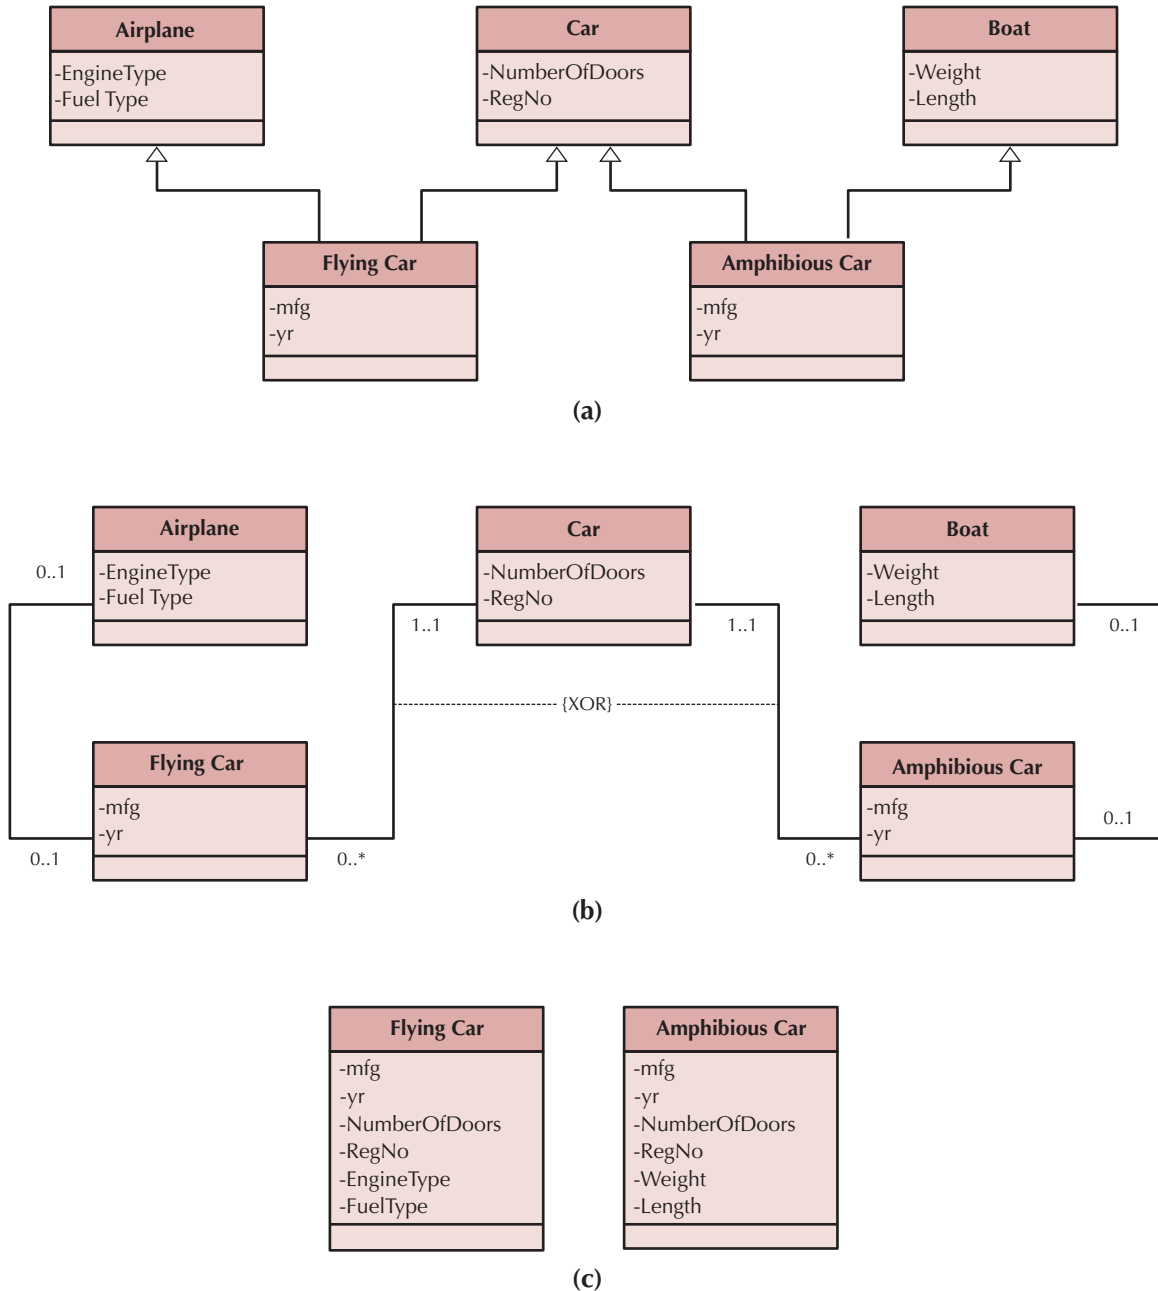 Airplane
-EngineType
-Fuel Type
Car
-NumberOfDoors
-RegNo
Boat
-Weight
-Length
Flying Car
-mfg
-yr
Amphibious Car
-mfg
-yr
(a)
Airplane
-EngineType
-Fuel Type
0..1
Car
-NumberOfDoors
-RegNo
1..1
1..1
Boat
-Weight
-Length
0..1
{XOR}
Flying Car
-mfg
-yr
0..1
0..*
Amphibious Car
-mfg
-yr
0..1
0..*
(b)
Flying Car
-mfg
-yr
-NumberOfDoors
-RegNo
-EngineType
-FuelType
Amphibious Car
-mfg
-yr
-NumberOfDoors
-RegNo
-Weight
-Length
(c)